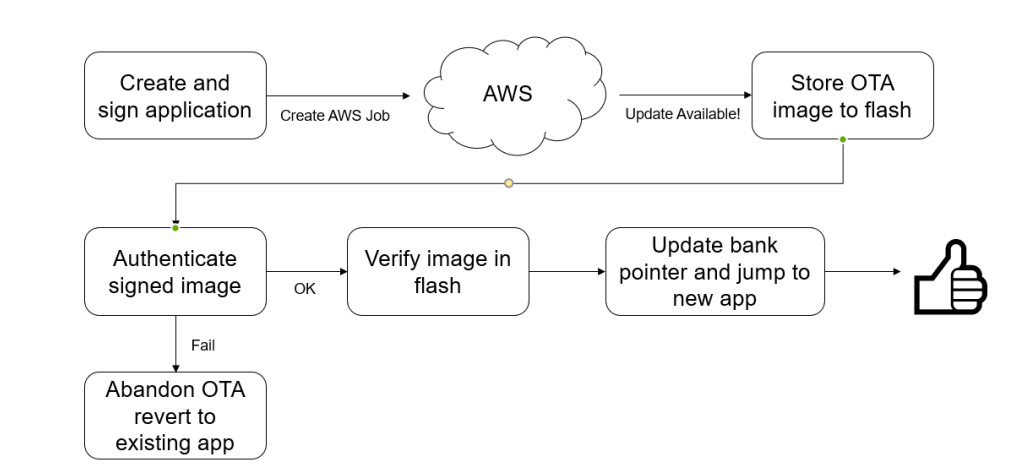 Create and
sign application
Create AWS Job
AWS
Update Available!
Store OTA
image to flash
Authenticate
signed image
OK
Verify image in
flash
Update bank
pointer and jump to
new app
Fail
Abandon OTA
revert to
existing app